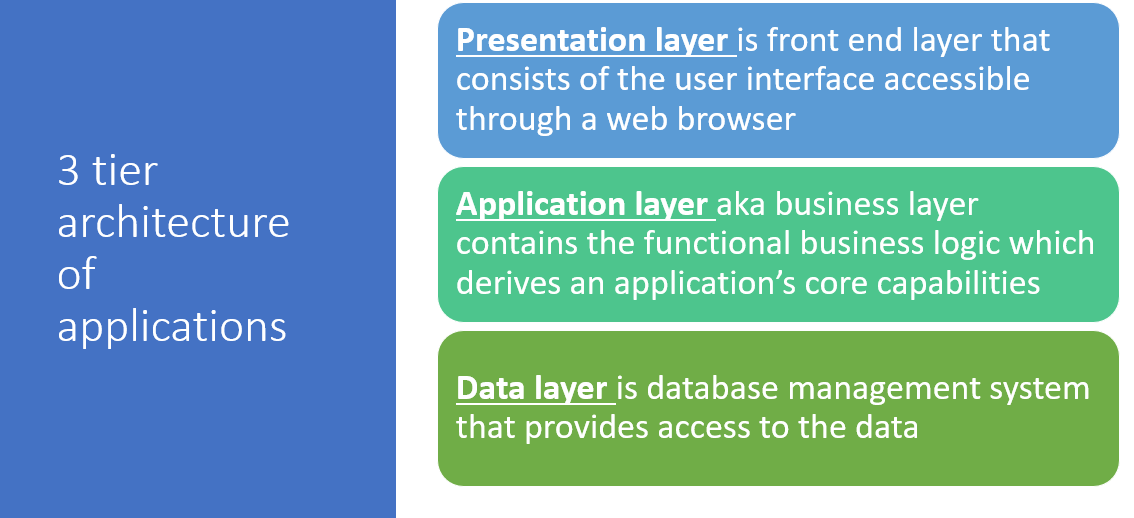 3 tier
architecture
of
applications
Presentation layer is front end layer that
consists of the user interface accessible
through a web browser
Application layer aka business layer
contains the functional business logic which
derives an application’s core capabilities
Data layer is database management system
that provides access to the data